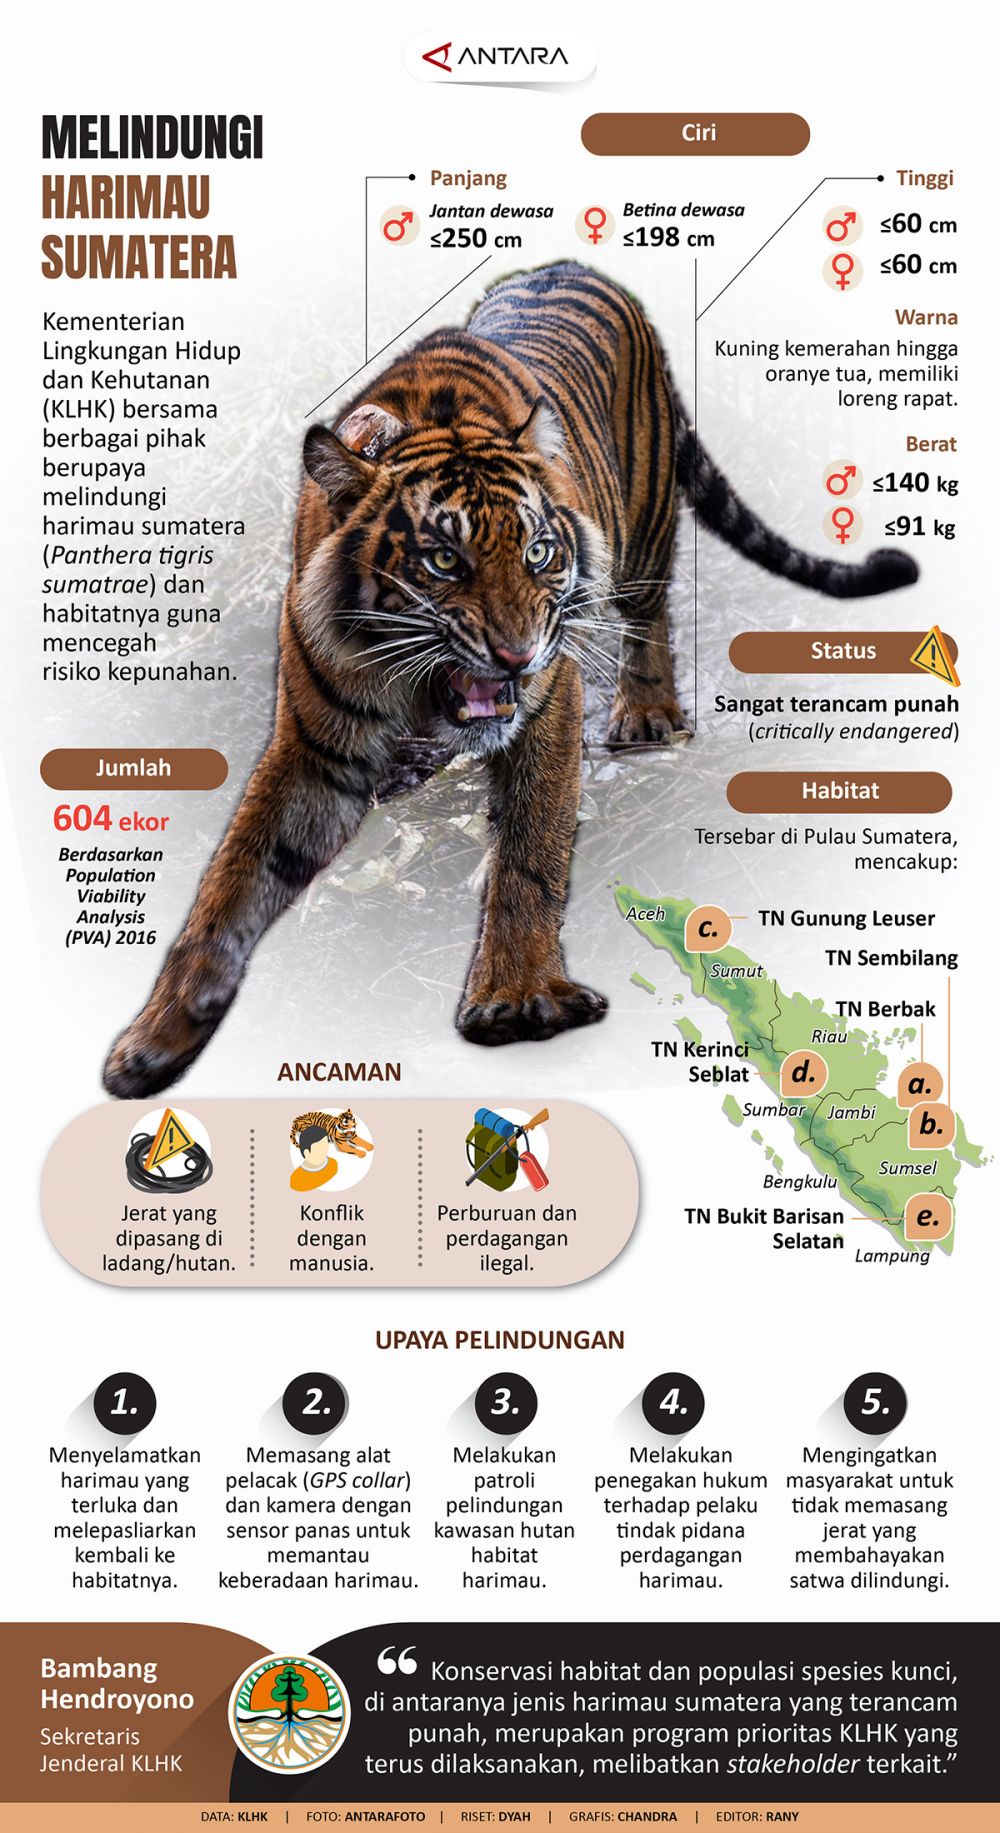 ANTARA
MELINDUNGI
HARIMAU
SUMATERA
Kementerian
Lingkungan Hidup
dan Kehutanan
(KLHK) bersama
berbagai pihak
berupaya
melindungi
harimau sumatera
(Panthera tigris
sumatrae) dan
habitatnya guna
mencegah
risiko kepunahan.
Ciri
Panjang
Jantan dewasa
≤250 cm
Betina dewasa
≤198 cm
Tinggi
≤60 cm
≤60 cm
Warna
Kuning kemerahan hingga
oranye tua, memiliki
loreng rapat.
Berat
≤140 kg
≤91 kg
Status
Sangat terancam punah
(critically endangered)
Jumlah
604 ekor
Berdasarkan
Population
Viability
Analysis
(PVA) 2016
Habitat
Tersebar di Pulau Sumatera,
mencakup:
Aceh
c.
TN Gunung Leuser
TN Sembilang
Sumut
TN Berbak
Riau
TN Kerinci
Seblat
d.
a.
Sumbar
Jambi
b.
Bengkulu
Sumsel
TN Bukit Barisan
Selatan
e.
Lampung
ANCAMAN
Jerat yang
dipasang di
ladang/hutan.
Konflik
dengan
manusia.
Perburuan dan
perdagangan
ilegal.
UPAYA PELINDUNGAN
1.
Menyelamatkan
harimau yang
terluka dan
melepasliarkan
kembali ke
habitatnya.
2.
Memasang alat
pelacak (GPS collar)
dan kamera dengan
sensor panas untuk
memantau
keberadaan harimau.
3.
Melakukan
patroli
pelindungan
kawasan hutan
habitat
harimau.
4.
Melakukan
penegakan hukum
terhadap pelaku
tindak pidana
perdagangan
harimau.
5.
Mengingatkan
masyarakat untuk
tidak memasang
jerat yang
membahayakan
satwa dilindungi.
Bambang
Hendroyono
Sekretaris
Jenderal KLHK
“ Konservasi habitat dan populasi spesies kunci,
di antaranya jenis harimau sumatera yang terancam
punah, merupakan program prioritas KLHK yang
terus dilaksanakan, melibatkan stakeholder terkait.”
DATA: KLHK | FOTO: ANTARAFOTO | RISET: DYAH | GRAFIS: CHANDRA | EDITOR: RANY